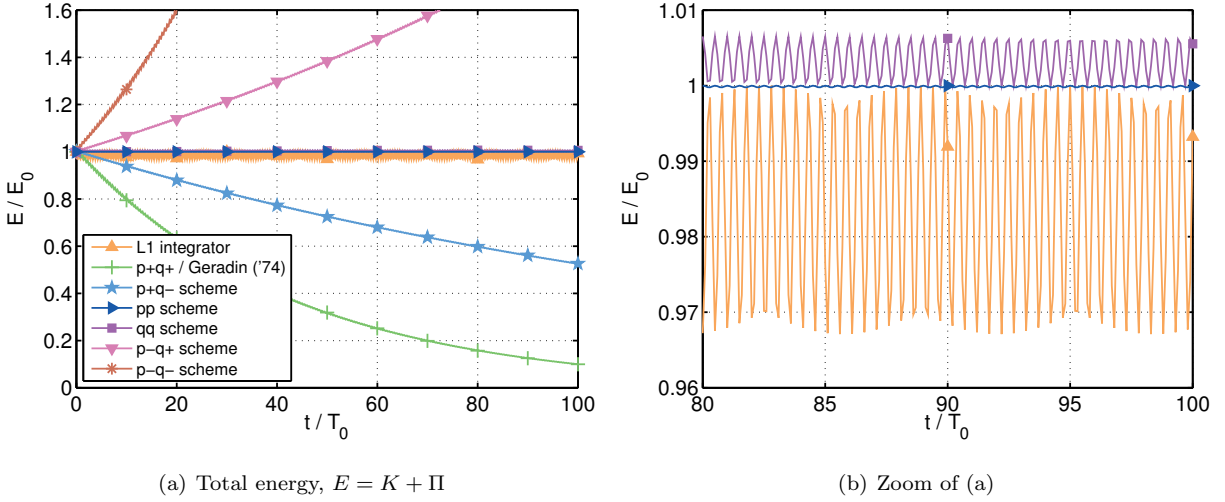 1.6
1.4
1.2
1
0.8
0.6
0.4
0.2
0
E / E0
L1 integrator
p+q+ / Geradin ('74)
p+q− scheme
pp scheme
qq scheme
p−q+ scheme
p−q− scheme
0 20 40 60 80 100
t / T0
(a) Total energy, E = K + Π
1.01
1
0.99
0.98
0.97
0.96
E / E0
80 85 90 95 100
t / T0
(b) Zoom of (a)